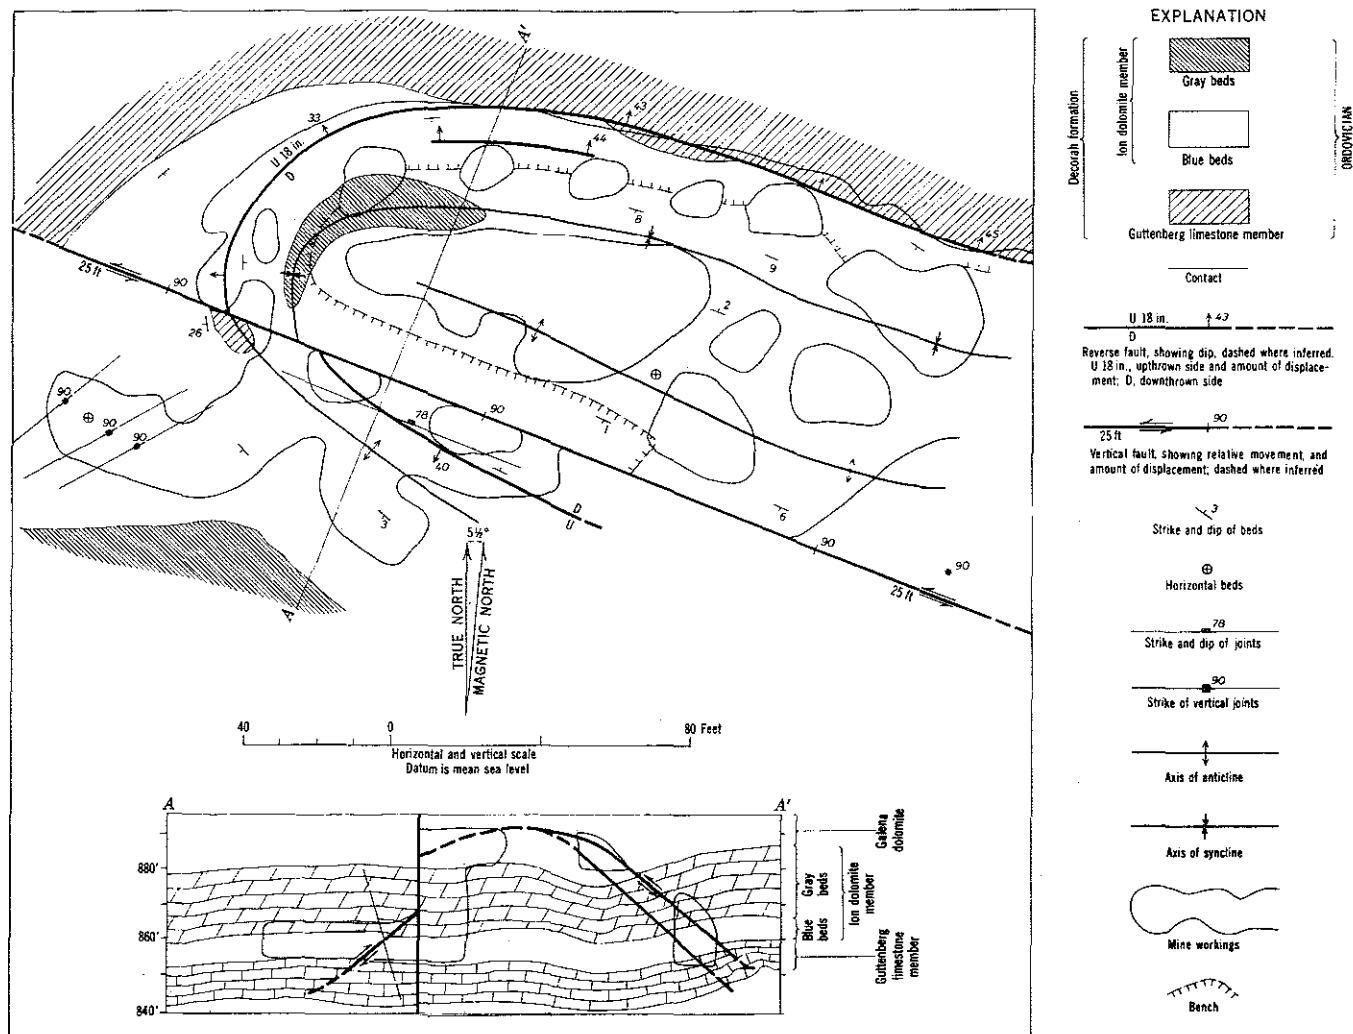 EXPLANATION
Gray beds
Blue beds
Guttenberg limestone member
Ion dolomite member
Decorah formation
ORDOVICIAN
Contact
U 18 in.
43
D
Reverse fault, showing dip, dashed where inferred.
U 18 in., upthrown side and amount of displace-
ment; D, downthrown side
90
25 ft
Vertical fault, showing relative movement, and
amount of displacement; dashed where inferred
3
Strike and dip of beds
Horizontal beds
78
Strike and dip of joints
90
Strike of vertical joints
Axis of anticline
Axis of syncline
Mine workings
Bench
A'
33
43
U 18 in.
D
44
8
45
9
2
25 ft
90
26
90
90
90
78
90
1
40
3
D
U
6
90
90
25 ft
A
5½°
TRUE NORTH
MAGNETIC NORTH
40
0
80 Feet
Horizontal and vertical scale
Datum is mean sea level
A
A'
880'
860'
840'
Galena
dolomite
Gray
beds
Blue
beds
Ion dolomite
member
Guttenberg
limestone
member